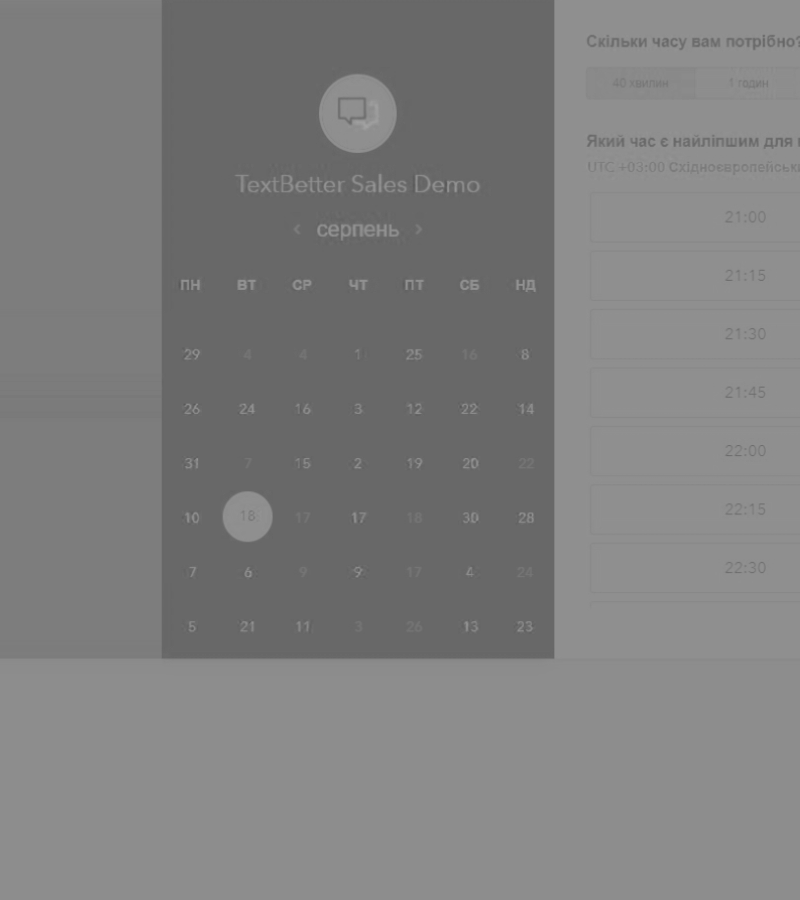 TextBetter Sales Demo
серпень
ПН ВТ СР ЧТ ПТ СБ НД
29 4 4 1 25 16 8
26 24 16 3 12 22 14
31 7 15 2 19 20 22
10 18 17 17 18 30 28
7 6 9 9 17 4 24
5 21 11 3 26 13 23
Скільки часу вам потрібно?
40 хвилин 1 годин
Який час є найліпшим для
UTC +03:00 Східноєвропейськи
21:00
21:15
21:30
21:45
22:00
22:15
22:30